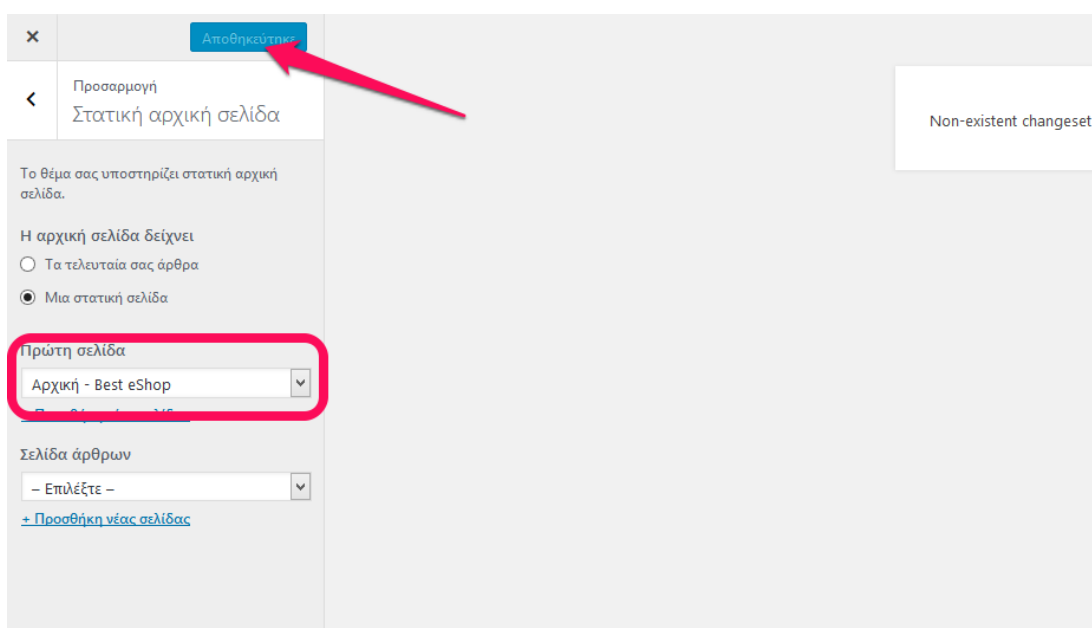 Αποθηκεύτηκε
Προσαρμογή
Στατική αρχική σελίδα
Non-existent changeset
Το θέμα σας υποστηρίζει στατική αρχική
σελίδα.
Η αρχική σελίδα δείχνει
Τα τελευταία σας άρθρα
Μια στατική σελίδα
Πρώτη σελίδα
Αρχική - Best eShop
Σελίδα άρθρων
– Επιλέξτε –
+ Προσθήκη νέας σελίδας